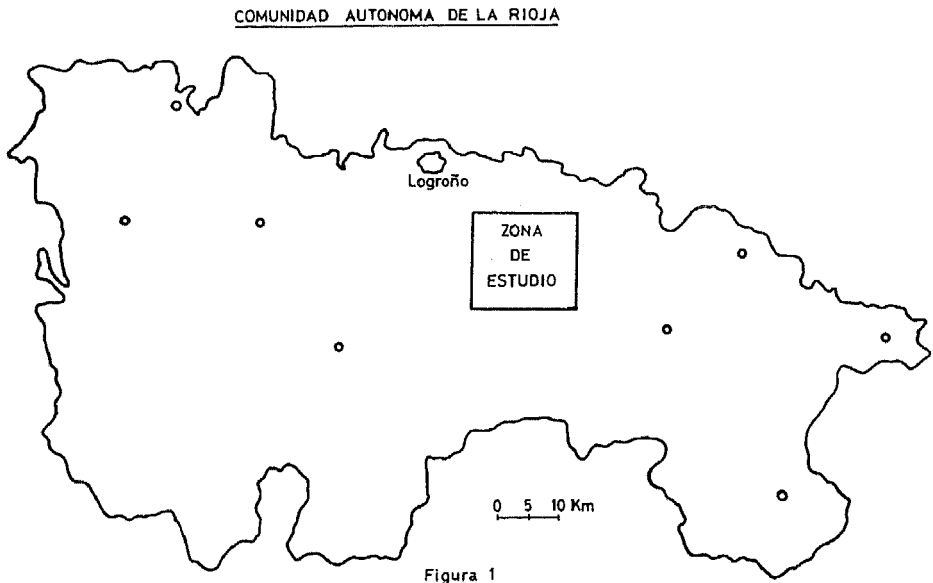 COMUNIDAD AUTONOMA DE LA RIOJA
Logroño
ZONA
DE
ESTUDIO
0 5 10 Km
Figura 1